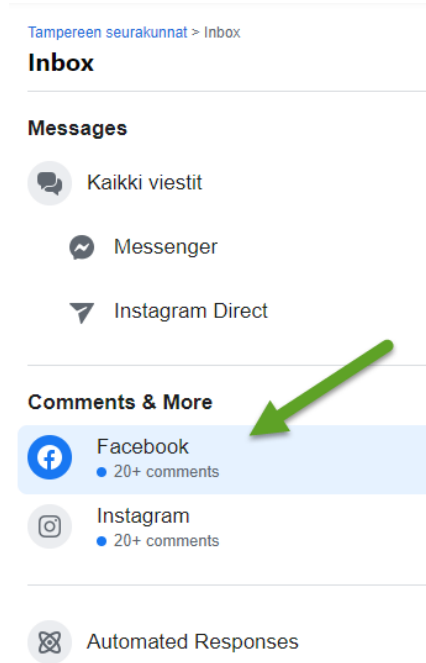 Tampereen seurakunnat > Inbox
Inbox
Messages
Kaikki viestit
Messenger
Instagram Direct
Comments & More
Facebook
20+ comments
Instagram
20+ comments
Automated Responses